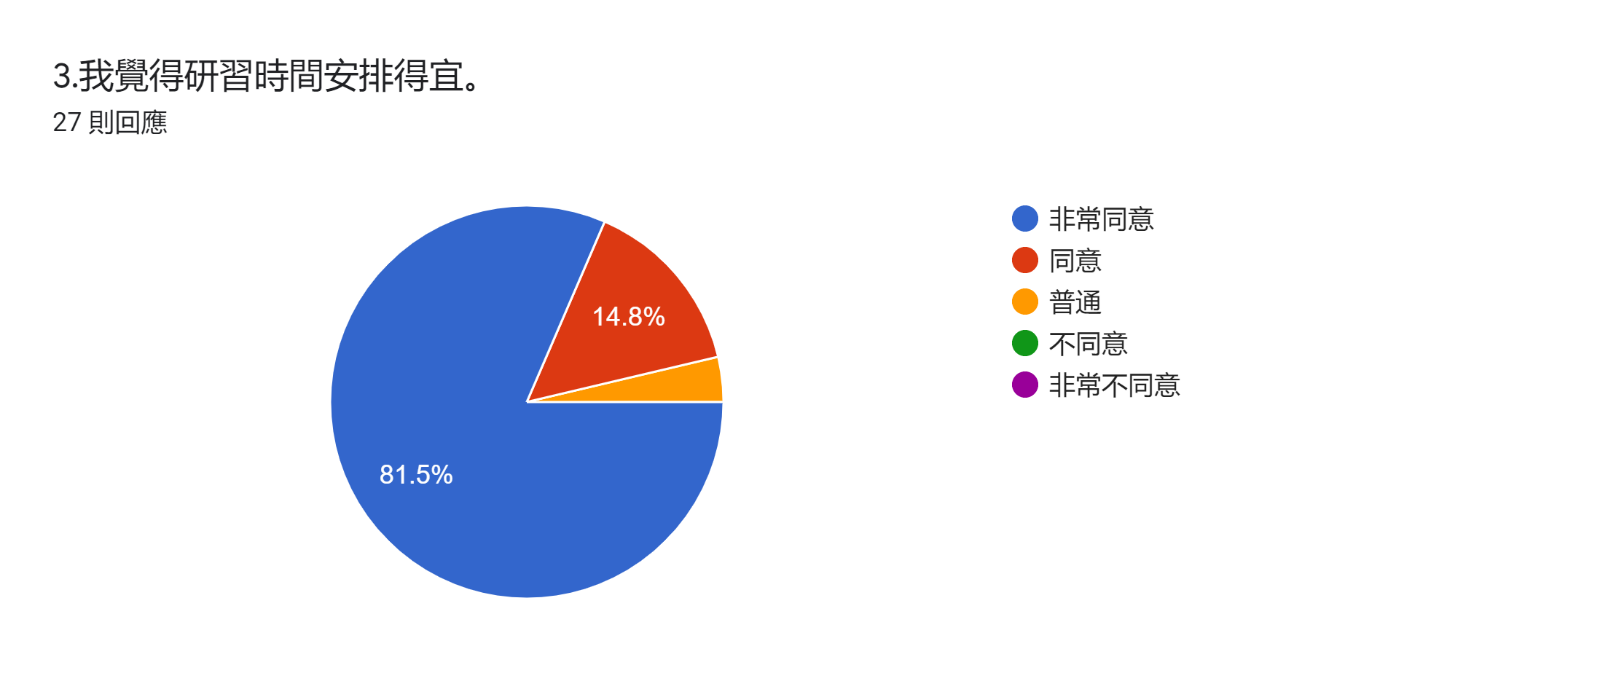 3.我覺得研習時間安排得宜。
27 則回應
非常同意
同意
普通
不同意
非常不同意
14.8%
81.5%